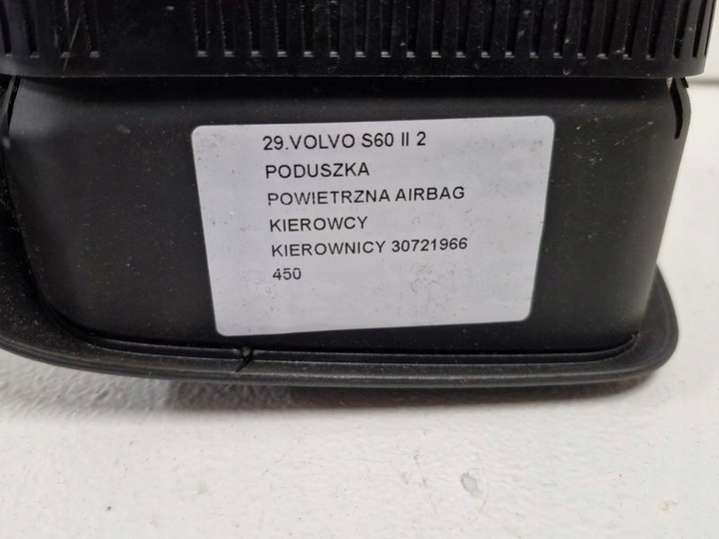 29.VOLVO S60 II 2
PODUSZKA
POWIETRZNA AIRBAG
KIEROWCY
KIEROWNICY 30721966
450